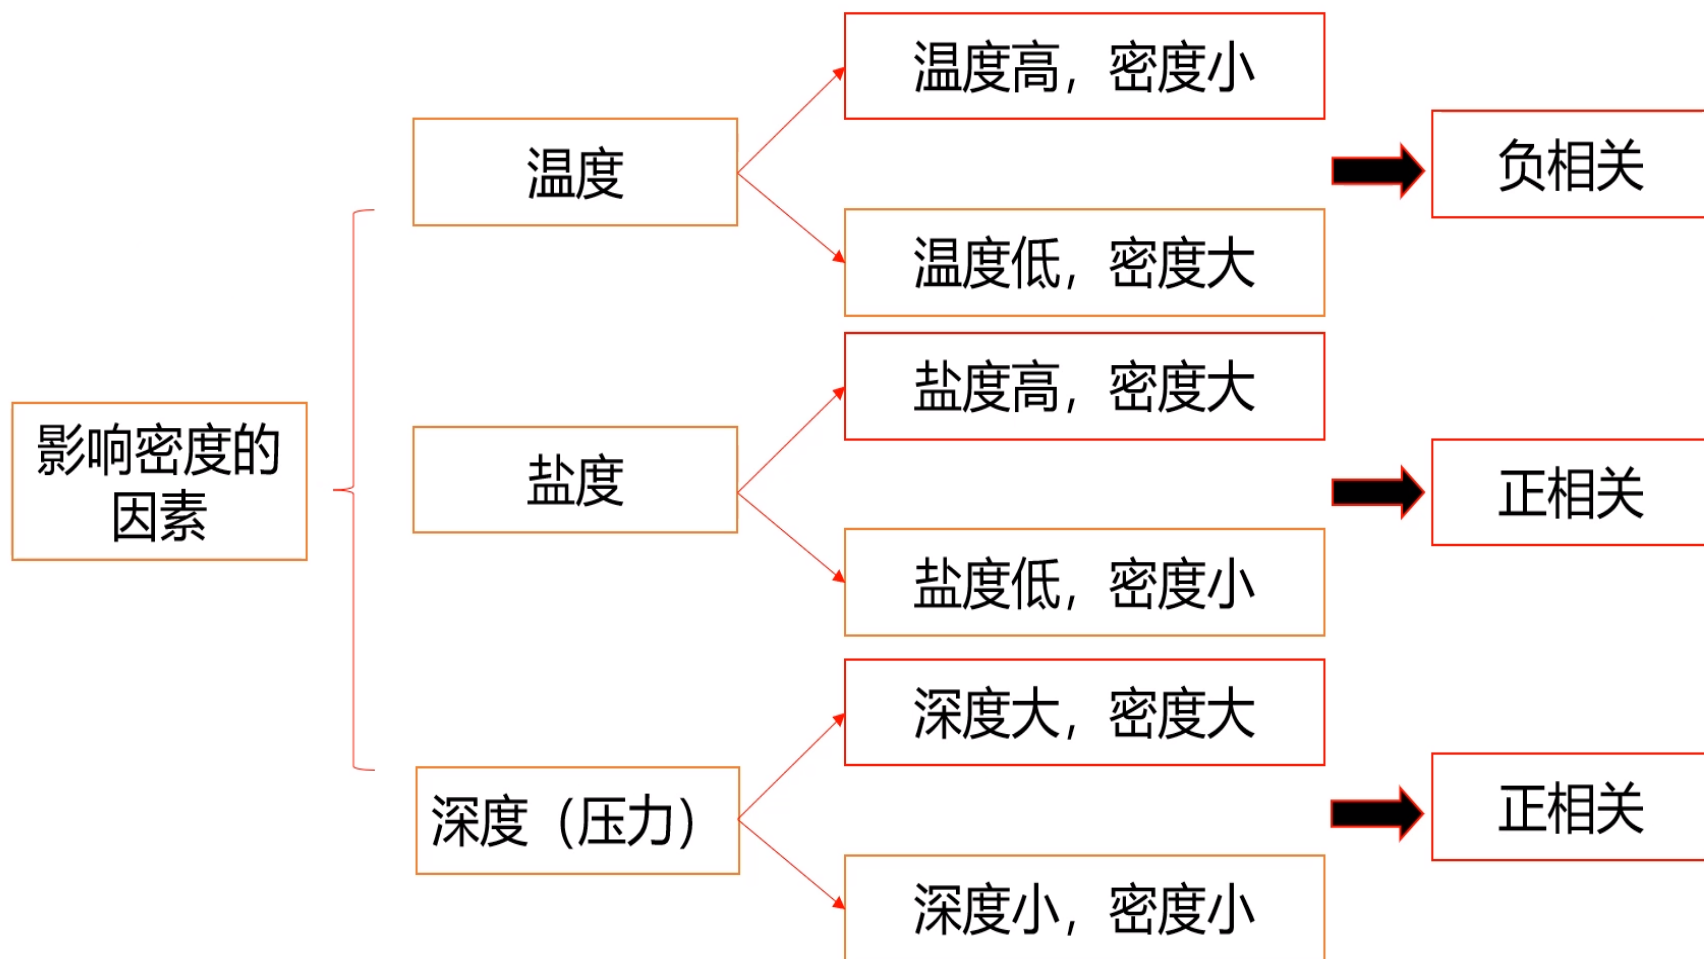 影响密度的
因素
温度
温度高，密度小
温度低，密度大
负相关
盐度
盐度高，密度大
盐度低，密度小
正相关
深度（压力）
深度大，密度大
深度小，密度小
正相关